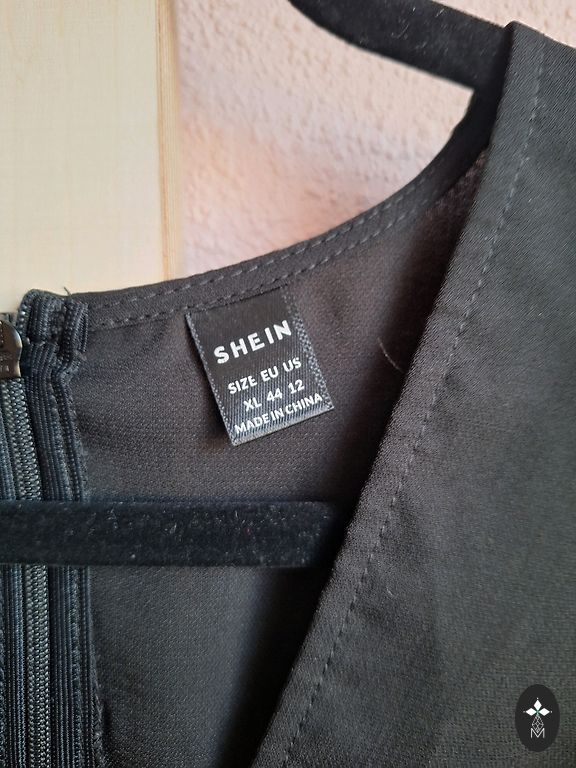 SHEIN
SIZE EU US
XL 44 12
MADE IN CHINA
M